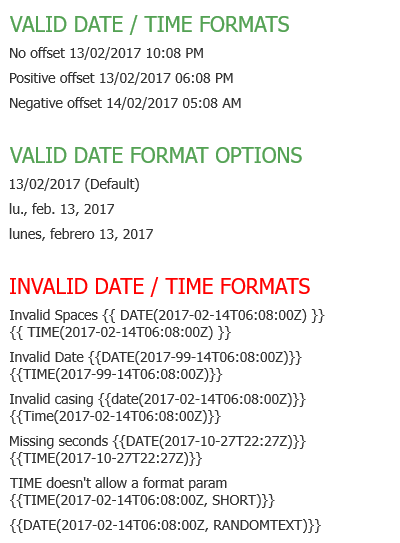 VALID DATE / TIME FORMATS
No offset 13/02/2017 10:08 PM
Positive offset 13/02/2017 06:08 PM
Negative offset 14/02/2017 05:08 AM
VALID DATE FORMAT OPTIONS
13/02/2017 (Default)
lu., feb. 13, 2017
lunes, febrero 13, 2017
INVALID DATE / TIME FORMATS
Invalid Spaces {{ DATE(2017-02-14T06:08:00Z) }}
{{ TIME(2017-02-14T06:08:00Z) }}
Invalid Date {{DATE(2017-99-14T06:08:00Z)}}
{{TIME(2017-99-14T06:08:00Z)}}
Invalid casing {{date(2017-02-14T06:08:00Z)}}
{{Time(2017-02-14T06:08:00Z)}}
Missing seconds {{DATE(2017-10-27T22:27Z)}}
{{TIME(2017-10-27T22:27Z)}}
TIME doesn't allow a format param
{{TIME(2017-02-14T06:08:00Z, SHORT)}}
{{DATE(2017-02-14T06:08:00Z, RANDOMTEXT)}}